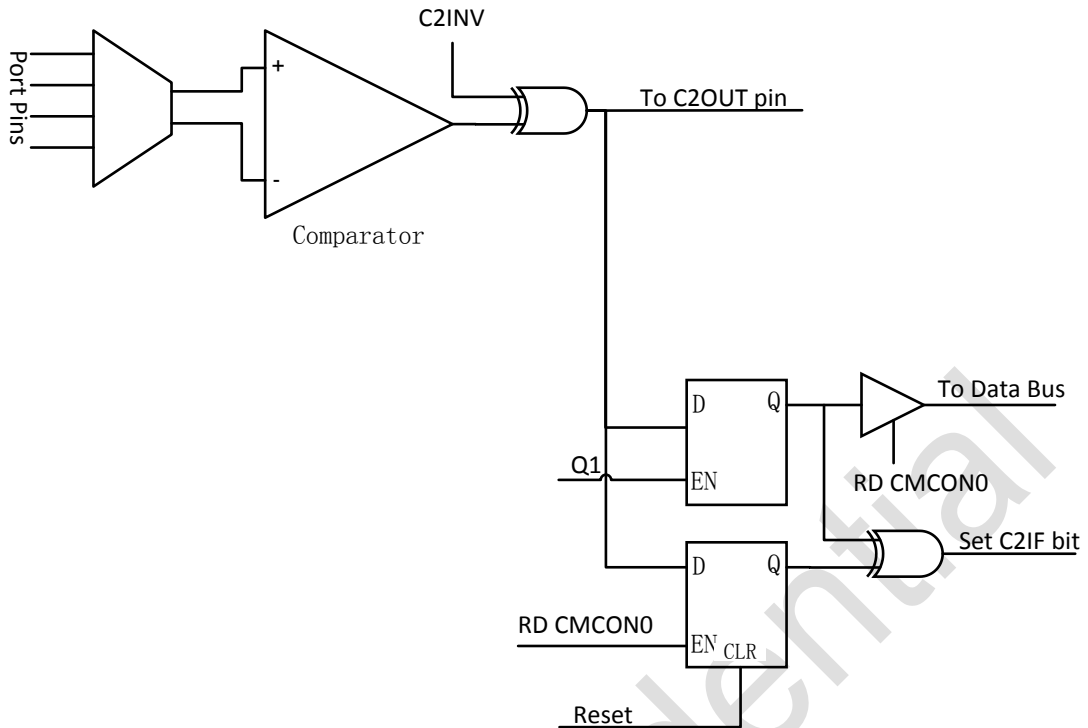 C2INV
Port Pins
+
-
To C2OUT pin
Comparator
D
Q
To Data Bus
Q1
EN
RD CMCON0
Set C2IF bit
D
Q
RD CMCON0
EN
CLR
Reset